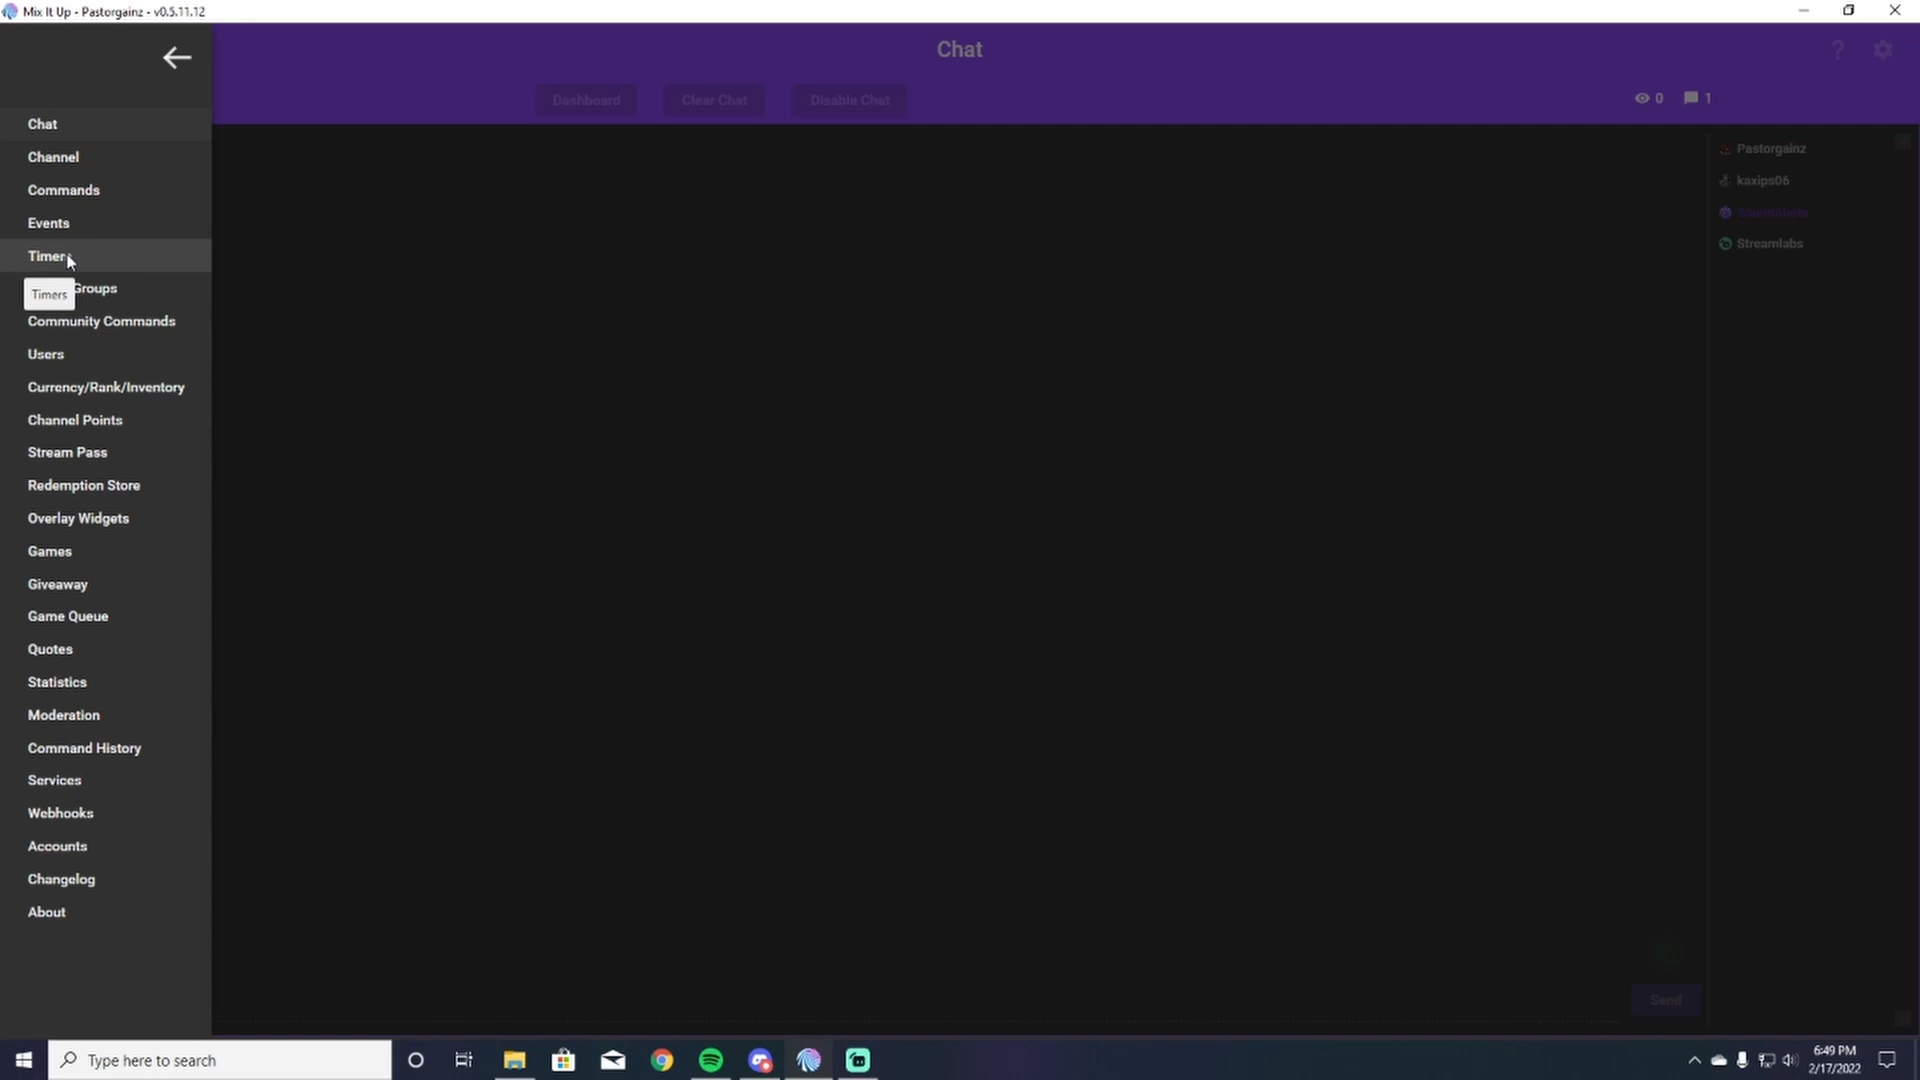 Mix It Up - Pastorgainz - v0.5.11.12
Chat
Dashboard
Clear Chat
Disable Chat
0
1
Chat
Channel
Commands
Events
Timer
Timers
Groups
Community Commands
Users
Currency/Rank/Inventory
Channel Points
Stream Pass
Redemption Store
Overlay Widgets
Games
Giveaway
Game Queue
Quotes
Statistics
Moderation
Command History
Services
Webhooks
Accounts
Changelog
About
Pastorgainz
kaxips06
SoundAlerts
Streamlabs
Send
Type here to search
6:49 PM
2/17/2022